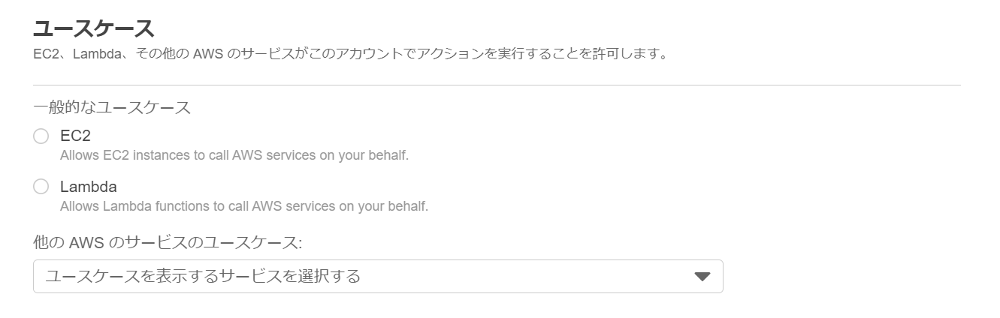 ユースケース
EC2、Lambda、その他の AWS のサービスがこのアカウントでアクションを実行することを許可します。
一般的なユースケース
EC2
Allows EC2 instances to call AWS services on your behalf.
Lambda
Allows Lambda functions to call AWS services on your behalf.
他の AWS のサービスのユースケース:
ユースケースを表示するサービスを選択する